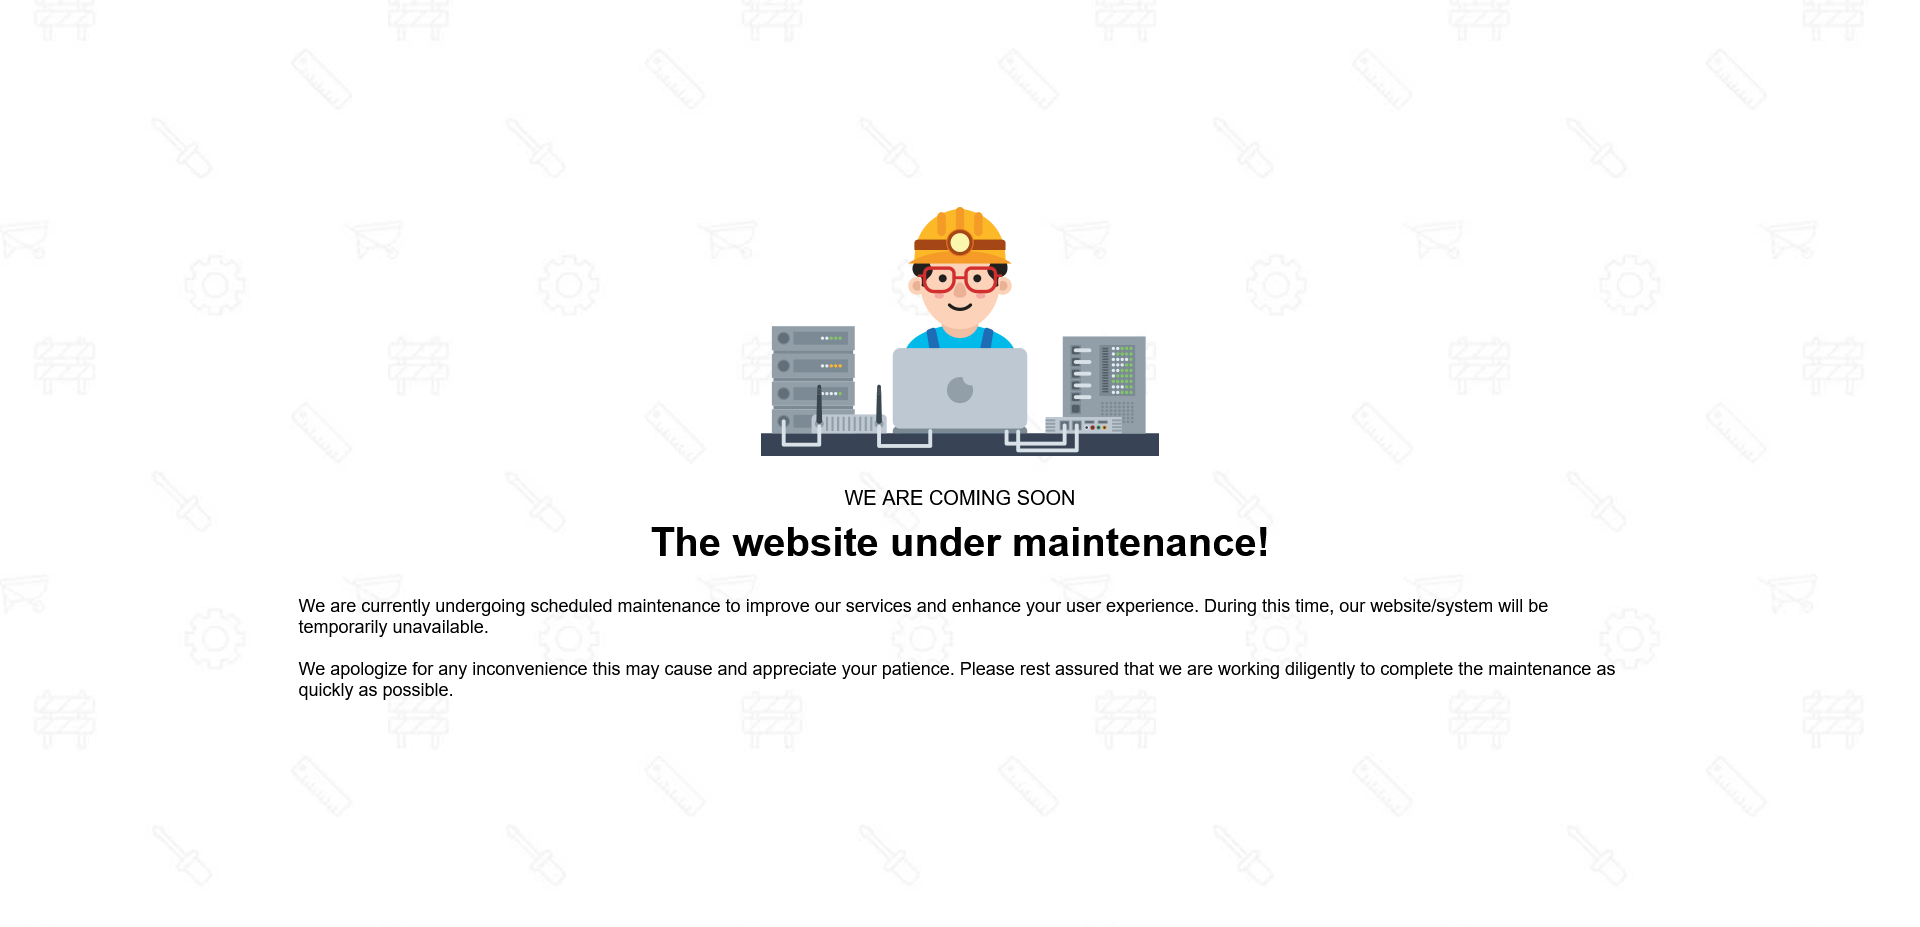 WE ARE COMING SOON
The website under maintenance!
We are currently undergoing scheduled maintenance to improve our services and enhance your user experience. During this time, our website/system will be
temporarily unavailable.
We apologize for any inconvenience this may cause and appreciate your patience. Please rest assured that we are working diligently to complete the maintenance as
quickly as possible.